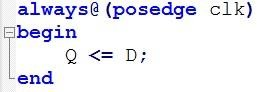 always@(posedge clk)
begin
Q <= D;
end